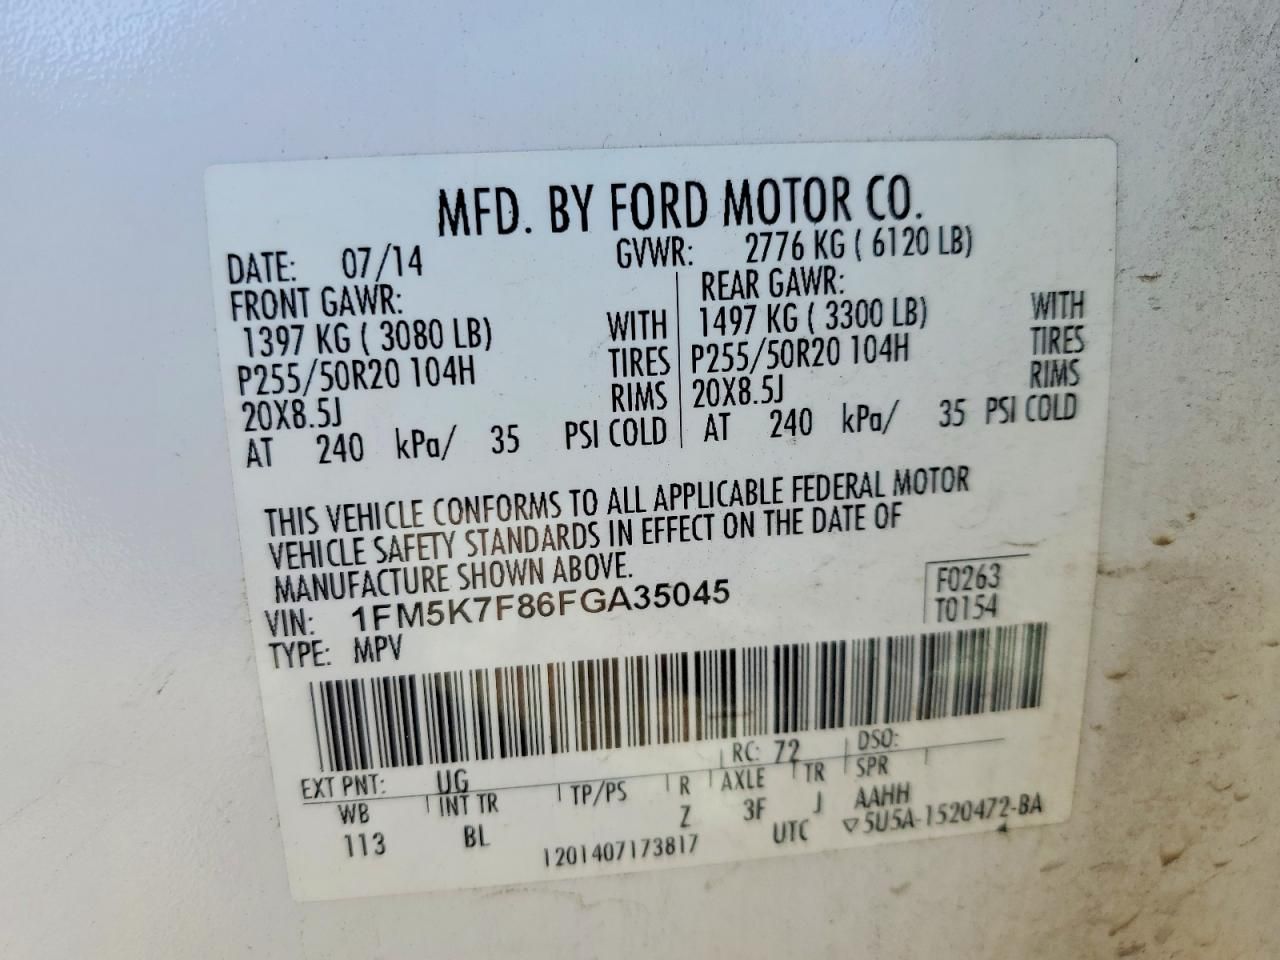 MFD. BY FORD MOTOR CO.
DATE: 07/14 GVWR: 2776 KG ( 6120 LB)
FRONT GAWR: REAR GAWR:
1397 KG ( 3080 LB) WITH 1497 KG ( 3300 LB) WITH
P255/50R20 104H TIRES P255/50R20 104H TIRES
20X8.5J RIMS 20X8.5J RIMS
AT 240 kPa/ 35 PSI COLD AT 240 kPa/ 35 PSI COLD
THIS VEHICLE CONFORMS TO ALL APPLICABLE FEDERAL MOTOR
VEHICLE SAFETY STANDARDS IN EFFECT ON THE DATE OF
MANUFACTURE SHOWN ABOVE.
VIN: 1FM5K7F86FGA35045 F0263
TYPE: MPV T0154
EXT PNT: UG RC: 72 DSO:
WB INT TR TP/PS R AXLE TR SPR
113 BL Z 3F J AAHH
1201407173817 UTC ▽5U5A-1520472-BA